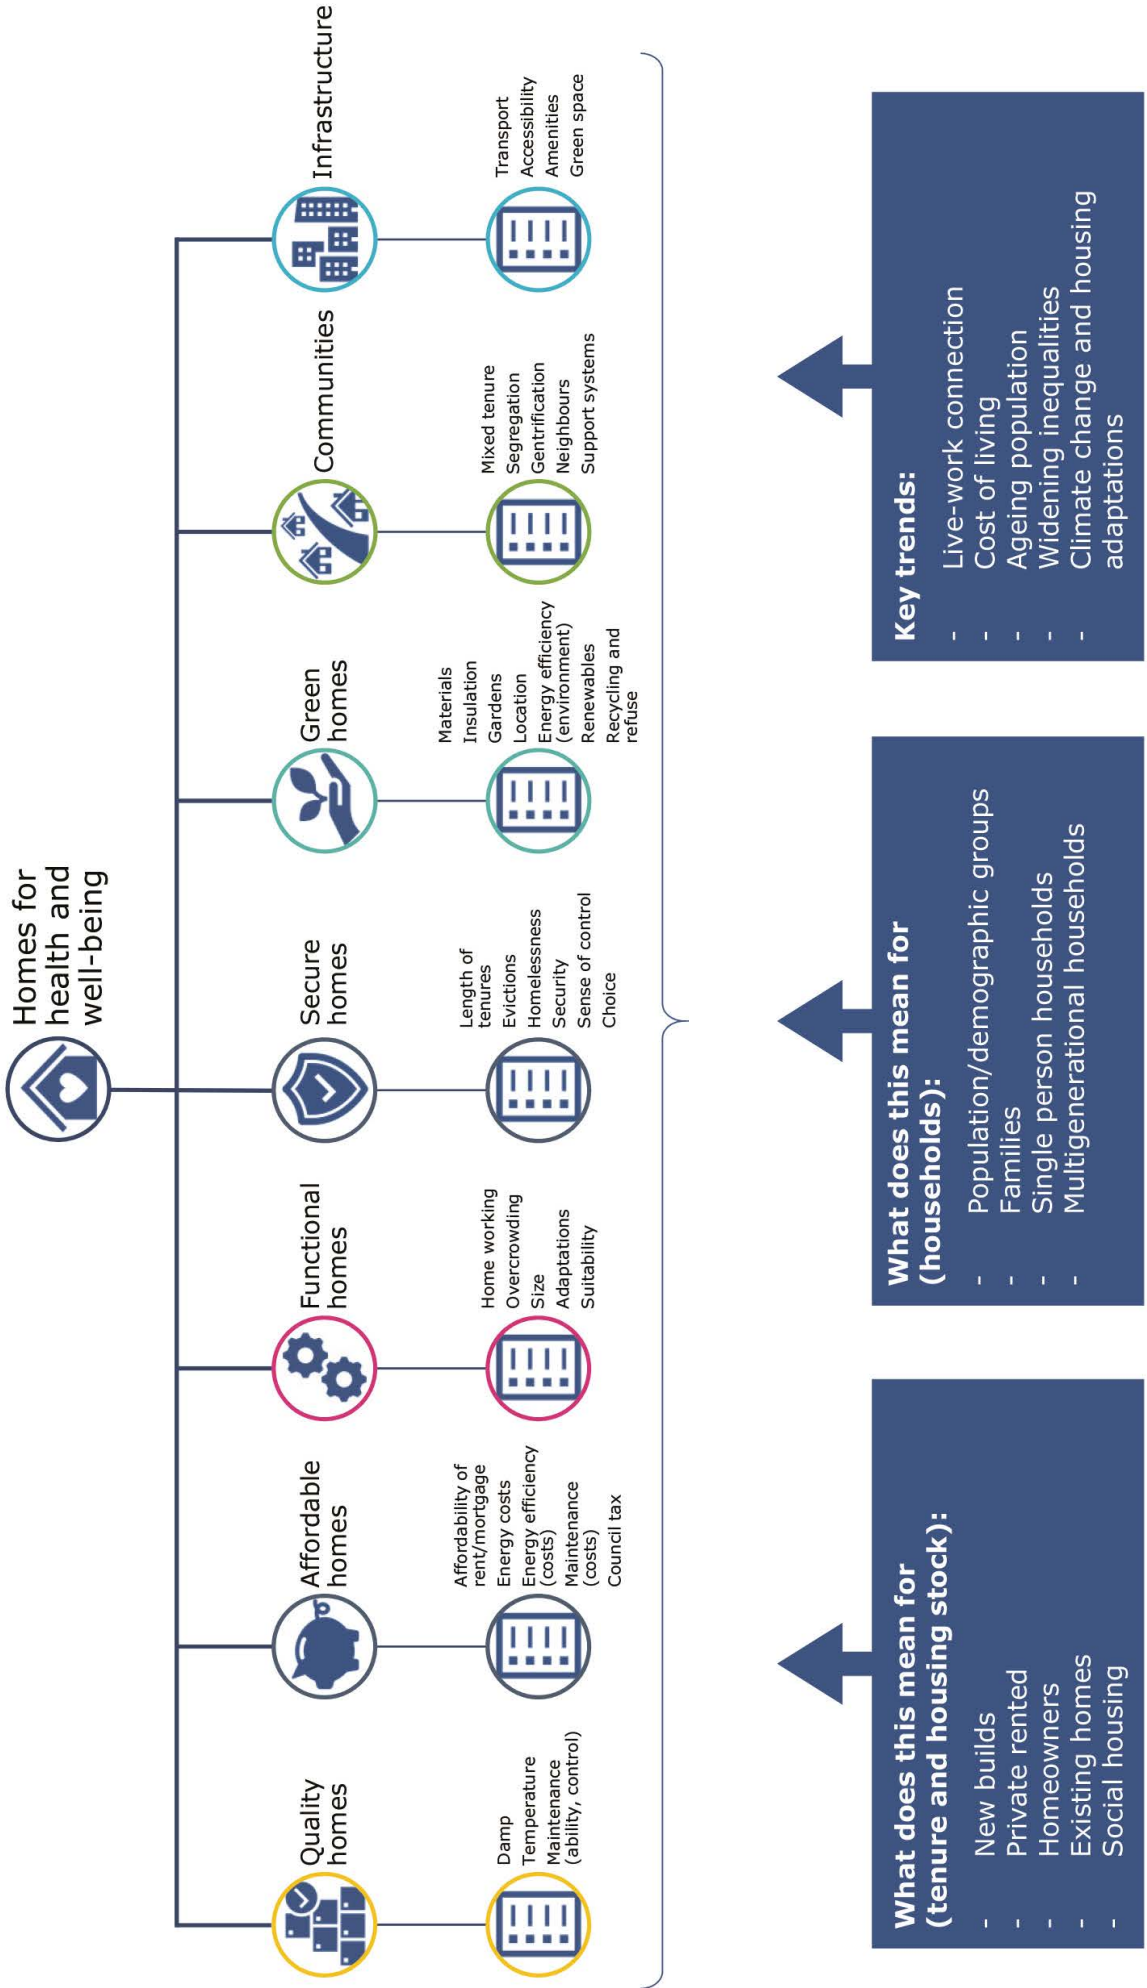 Homes for
health and
well-being
Quality
homes
Damp
Temperature
Maintenance
(ability, control)
Affordable
homes
Affordability of
rent/mortgage
Energy costs
Energy efficiency
(costs)
Maintenance
(costs)
Council tax
Functional
homes
Home working
Overcrowding
Size
Adaptations
Suitability
Secure
homes
Length of
tenures
Evictions
Homelessness
Security
Sense of control
Choice
Green
homes
Materials
Insulation
Gardens
Location
Energy efficiency
(environment)
Renewables
Recycling and
refuse
Communities
Mixed tenure
Segregation
Gentrification
Neighbours
Support systems
Infrastructure
Transport
Accessibility
Amenities
Green space
What does this mean for
(tenure and housing stock):
- New builds
- Private rented
- Homeowners
- Existing homes
- Social housing
What does this mean for
(households):
- Population/demographic groups
- Families
- Single person households
- Multigenerational households
Key trends:
- Live-work connection
- Cost of living
- Ageing population
- Widening inequalities
- Climate change and housing
adaptations